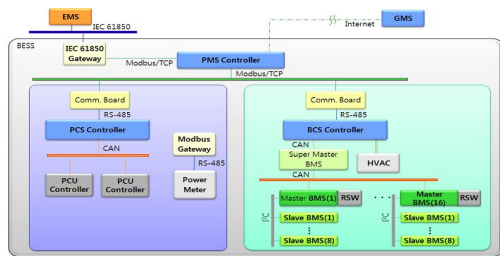 EMS
IEC 61850
GMS
Internet
BESS
IEC 61850
Gateway
PMS Controller
Modbus/TCP
Modbus/TCP
Comm. Board
RS-485
PCS Controller
CAN
PCU
Controller
PCU
Controller
Modbus
Gateway
RS-485
Power
Meter
Comm. Board
RS-485
BCS Controller
CAN
Super Master
BMS
CAN
HVAC
Master BMS(1)
RSW
I²C
Slave BMS(1)
Slave BMS(8)
· · ·
Master
BMS(16)
RSW
I²C
Slave BMS(1)
Slave BMS(8)